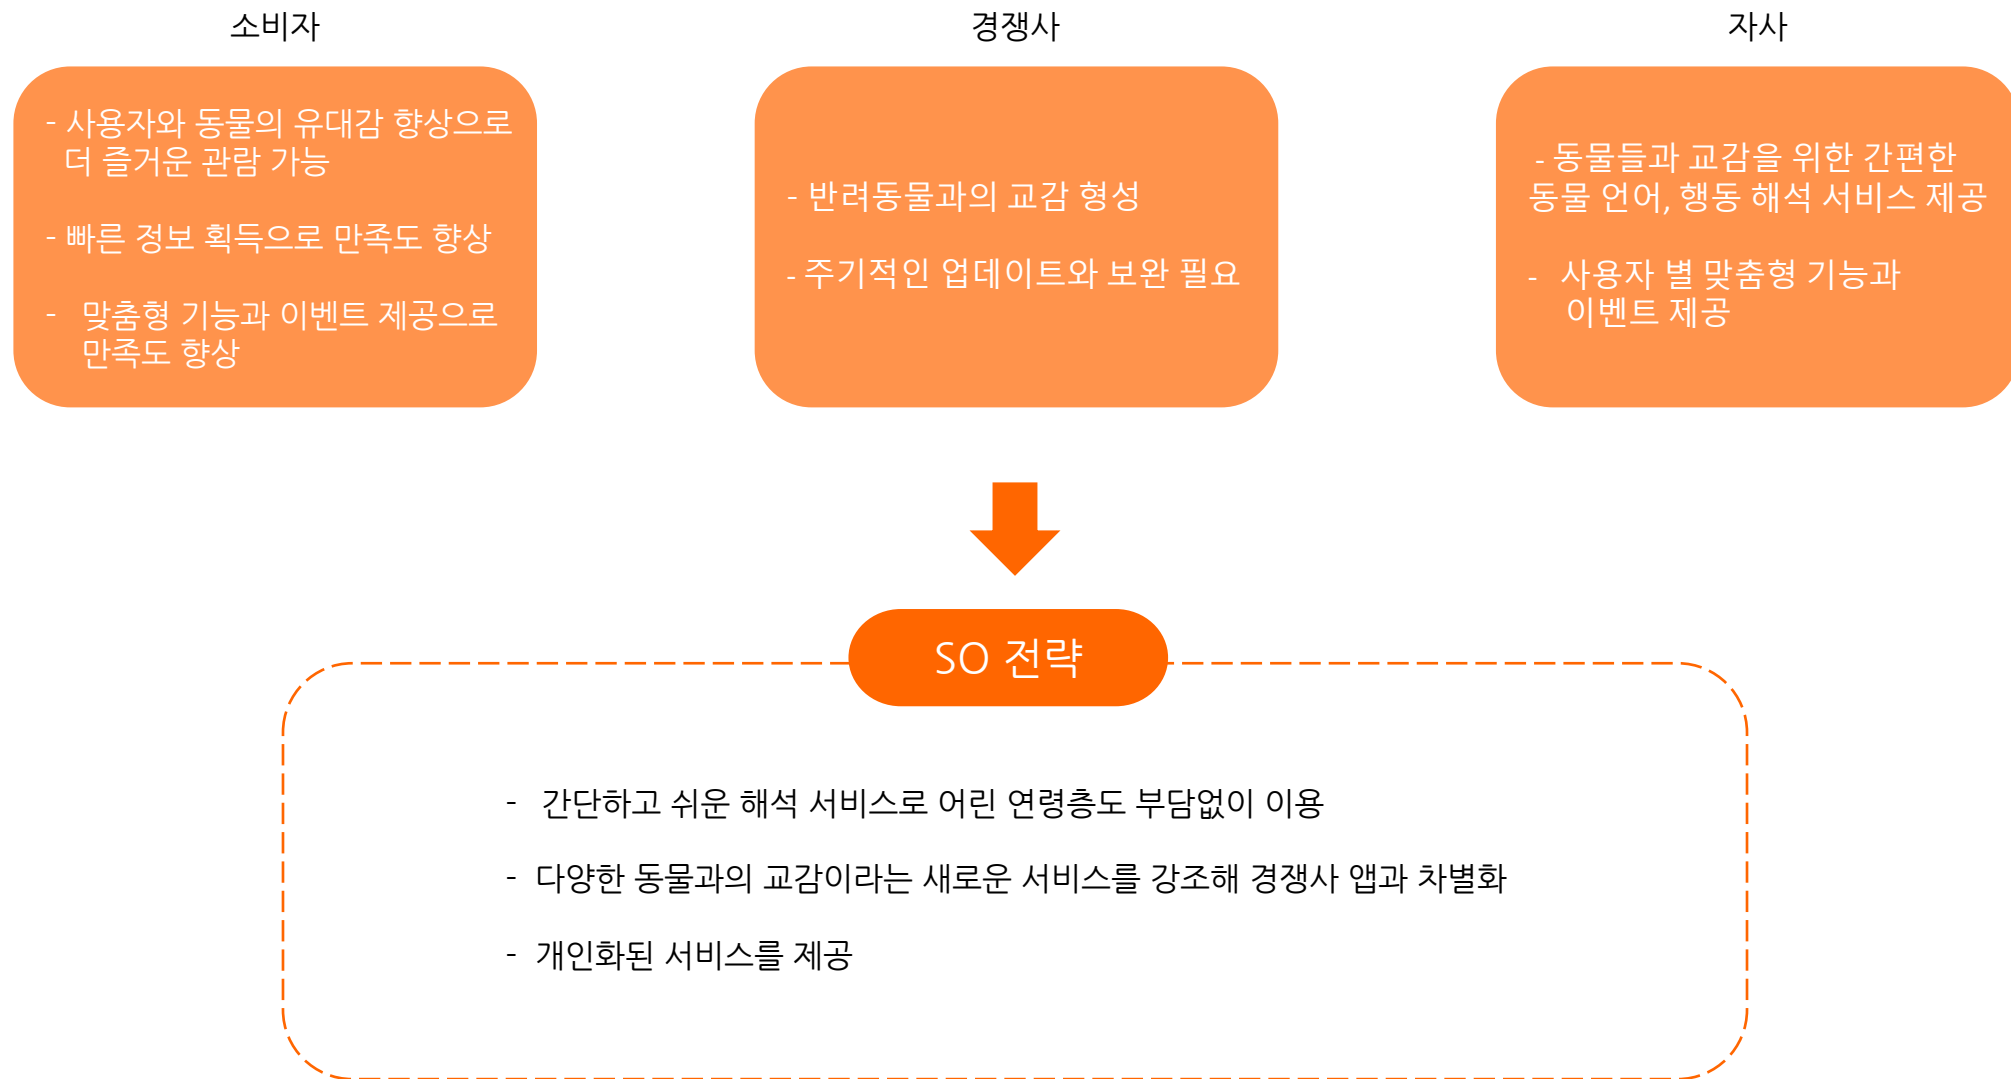 소비자
- 사용자와 동물의 유대감 향상으로
더 즐거운 관람 가능
- 빠른 정보 획득으로 만족도 향상
- 맞춤형 기능과 이벤트 제공으로
만족도 향상
경쟁사
- 반려동물과의 교감 형성
- 주기적인 업데이트와 보완 필요
자사
- 동물들과 교감을 위한 간편한
동물 언어, 행동 해석 서비스 제공
- 사용자 별 맞춤형 기능과
이벤트 제공
SO 전략
- 간단하고 쉬운 해석 서비스로 어린 연령층도 부담없이 이용
- 다양한 동물과의 교감이라는 새로운 서비스를 강조해 경쟁사 앱과 차별화
- 개인화된 서비스를 제공